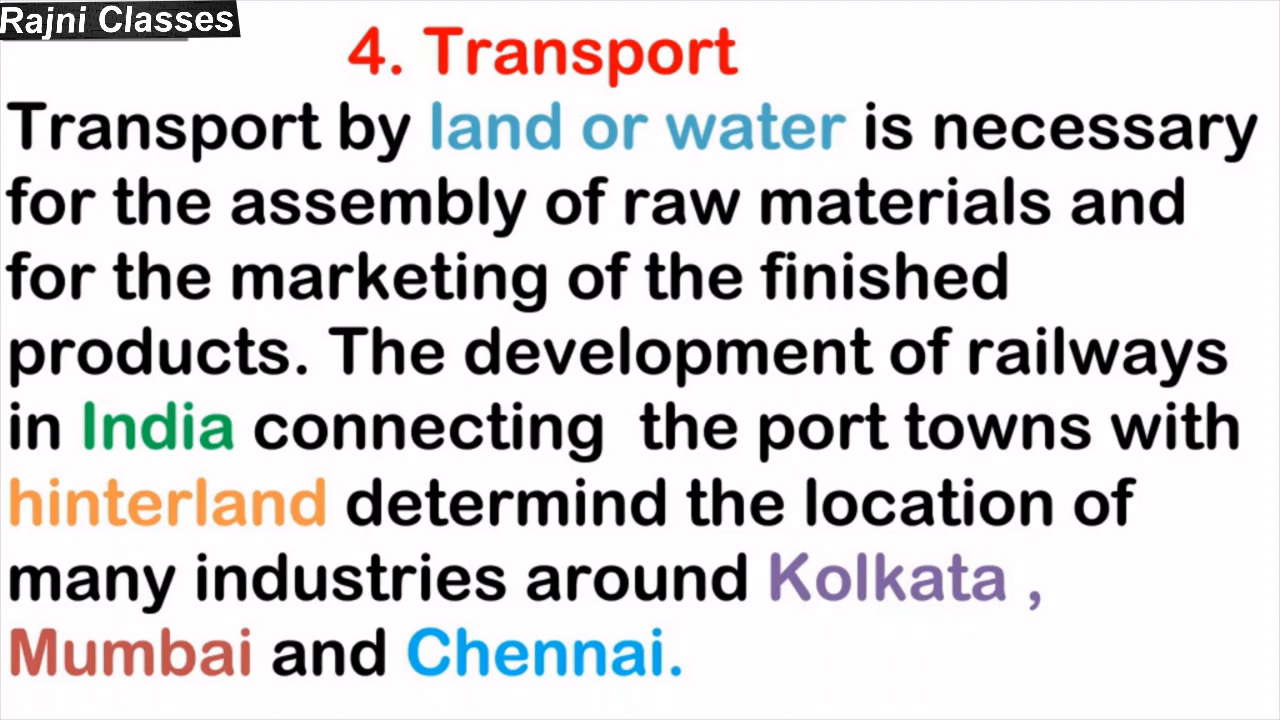 Rajni Classes
4. Transport
Transport by land or water is necessary
for the assembly of raw materials and
for the marketing of the finished
products. The development of railways
in India connecting the port towns with
hinterland determind the location of
many industries around Kolkata ,
Mumbai and Chennai.